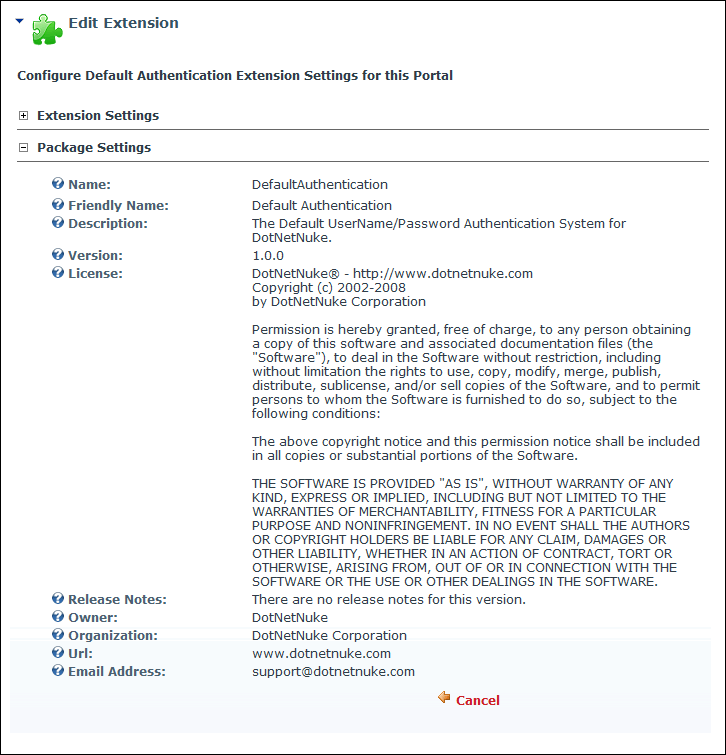 Edit Extension
Configure Default Authentication Extension Settings for this Portal
Extension Settings
Package Settings
Name: DefaultAuthentication
Friendly Name: Default Authentication
Description: The Default UserName/Password Authentication System for
DotNetNuke.
Version: 1.0.0
License: DotNetNuke® - http://www.dotnetnuke.com
Copyright (c) 2002-2008
by DotNetNuke Corporation
Permission is hereby granted, free of charge, to any person obtaining
a copy of this software and associated documentation files (the
"Software"), to deal in the Software without restriction, including
without limitation the rights to use, copy, modify, merge, publish,
distribute, sublicense, and/or sell copies of the Software, and to permit
persons to whom the Software is furnished to do so, subject to the
following conditions:
The above copyright notice and this permission notice shall be included
in all copies or substantial portions of the Software.
THE SOFTWARE IS PROVIDED "AS IS", WITHOUT WARRANTY OF ANY
KIND, EXPRESS OR IMPLIED, INCLUDING BUT NOT LIMITED TO THE
WARRANTIES OF MERCHANTABILITY, FITNESS FOR A PARTICULAR
PURPOSE AND NONINFRINGEMENT. IN NO EVENT SHALL THE AUTHORS
OR COPYRIGHT HOLDERS BE LIABLE FOR ANY CLAIM, DAMAGES OR
OTHER LIABILITY, WHETHER IN AN ACTION OF CONTRACT, TORT OR
OTHERWISE, ARISING FROM, OUT OF OR IN CONNECTION WITH THE
SOFTWARE OR THE USE OR OTHER DEALINGS IN THE SOFTWARE.
Release Notes: There are no release notes for this version.
Owner: DotNetNuke
Organization: DotNetNuke Corporation
Url: www.dotnetnuke.com
Email Address: support@dotnetnuke.com
Cancel